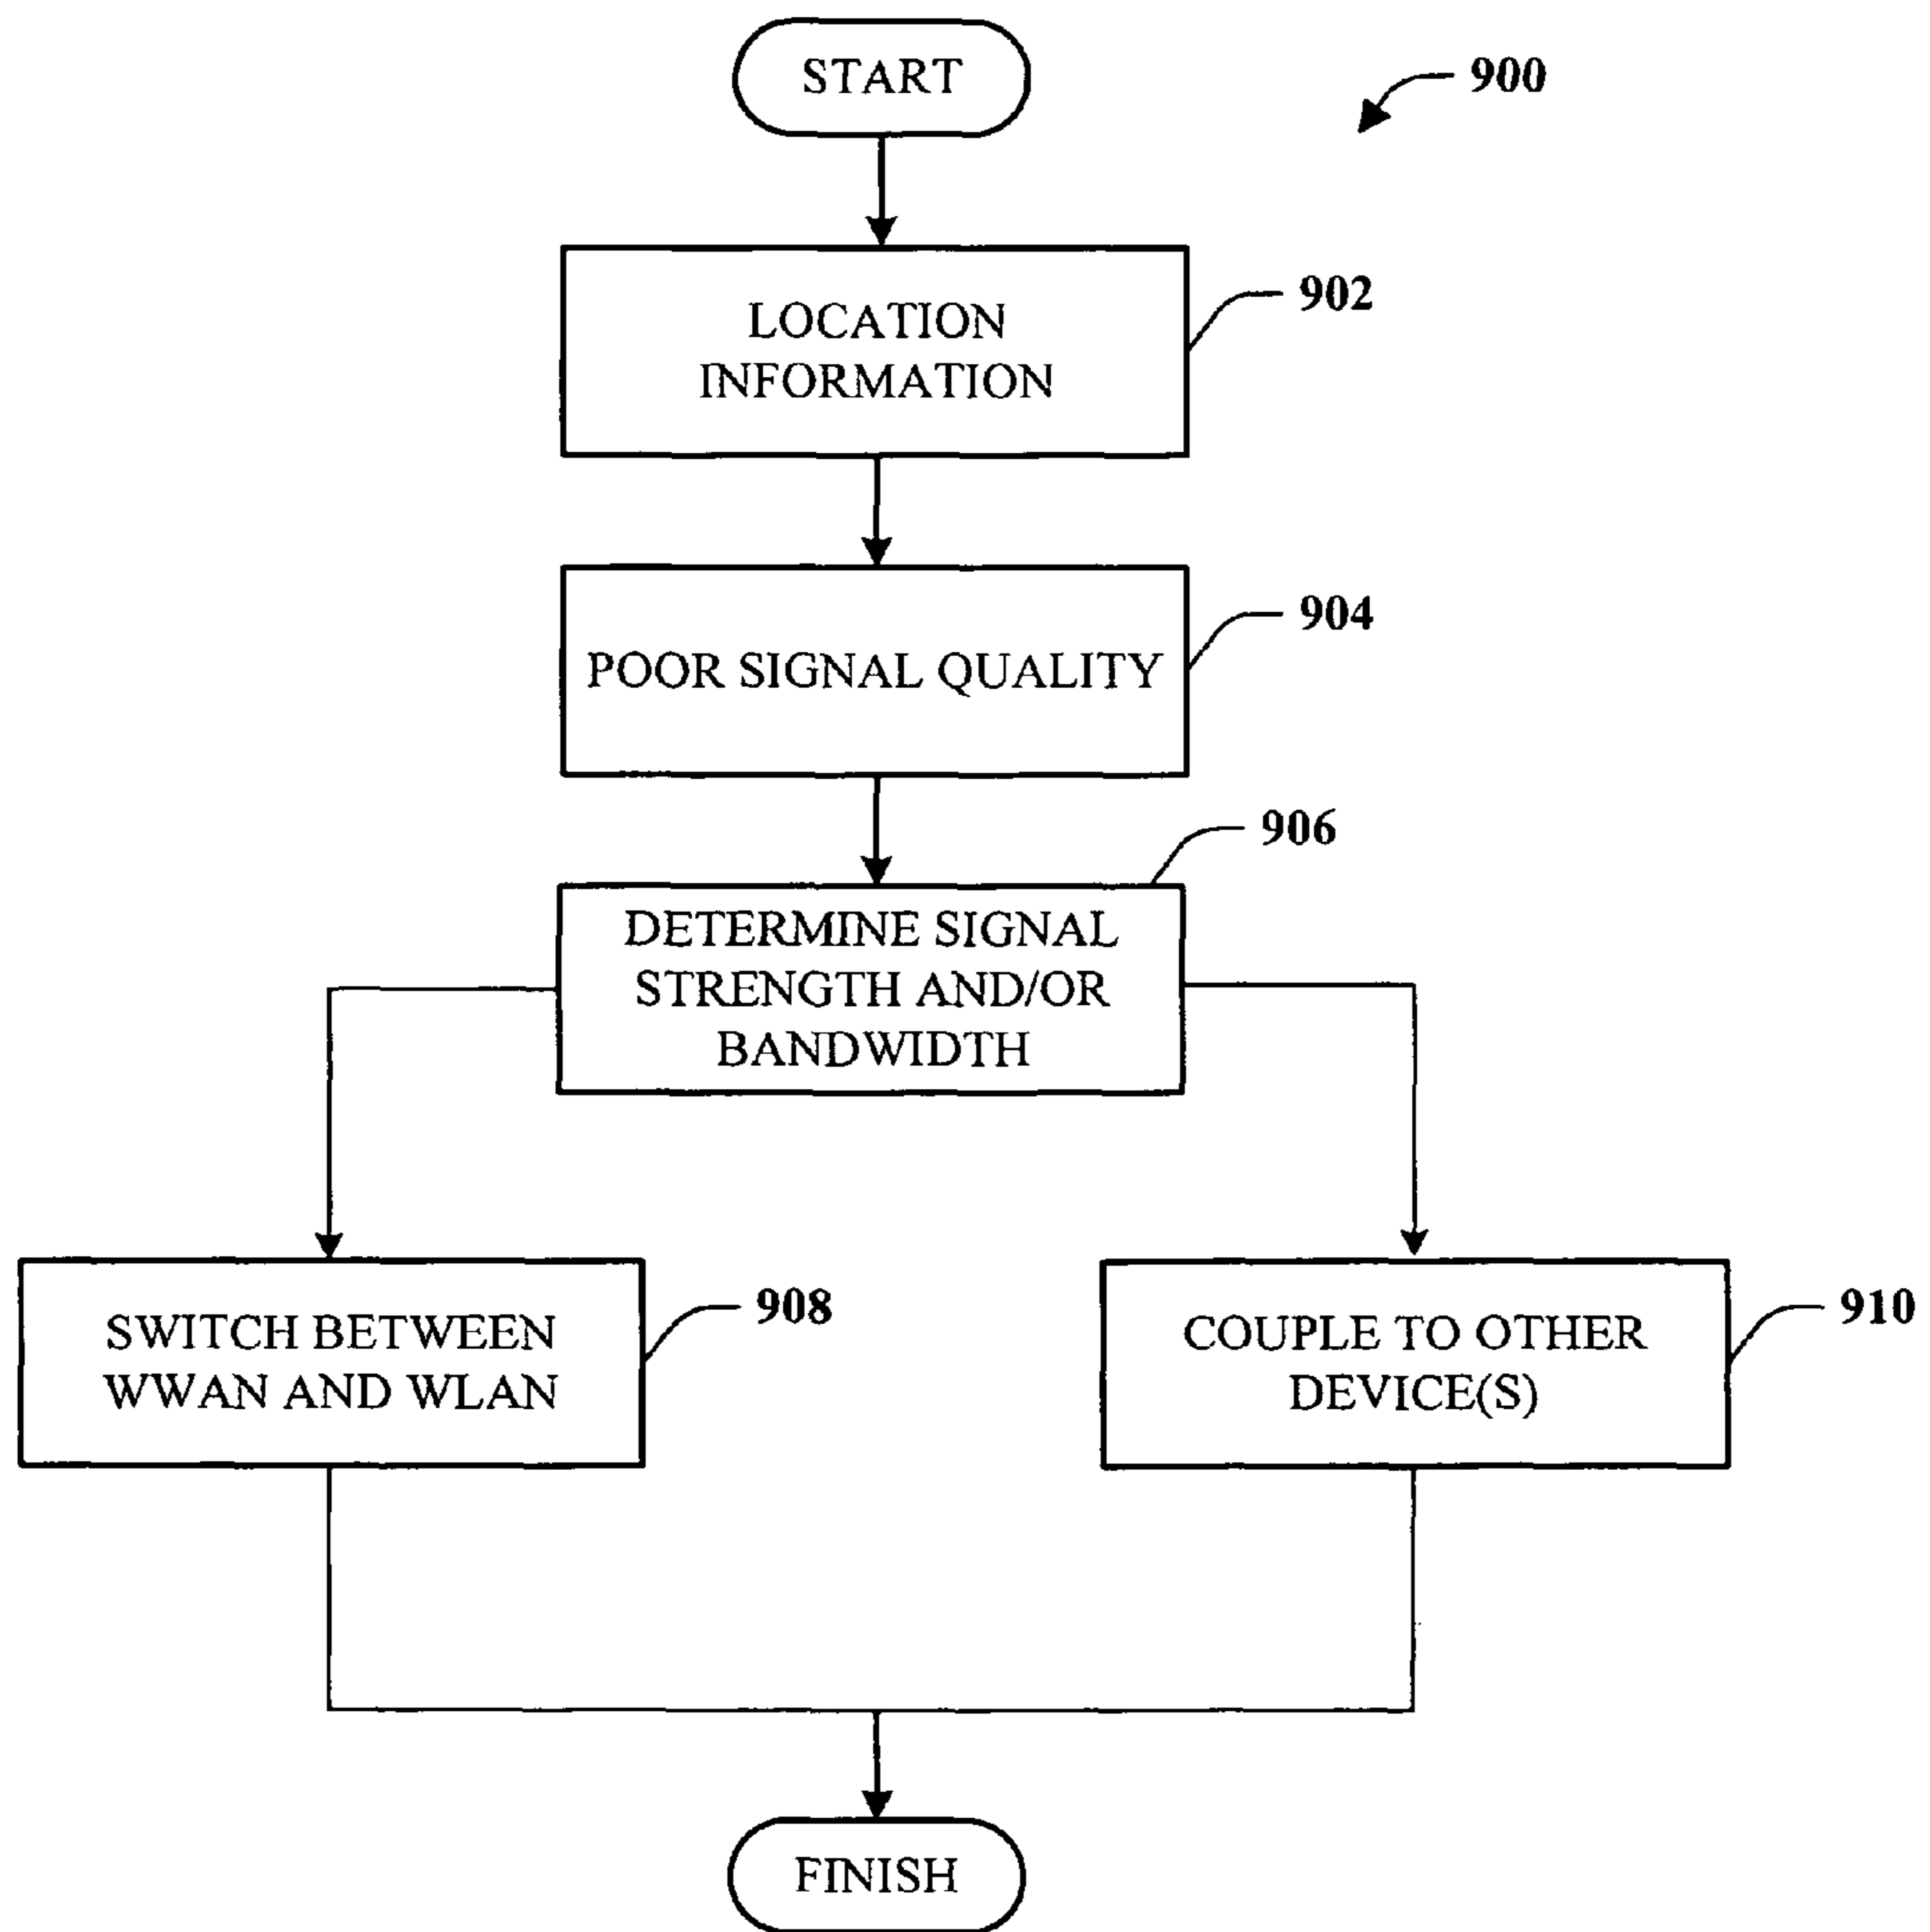 START
900
LOCATION
INFORMATION
902
POOR SIGNAL QUALITY
904
906
DETERMINE SIGNAL
STRENGTH AND/OR
BANDWIDTH
SWITCH BETWEEN
WWAN AND WLAN
908
COUPLE TO OTHER
DEVICE(S)
910
FINISH